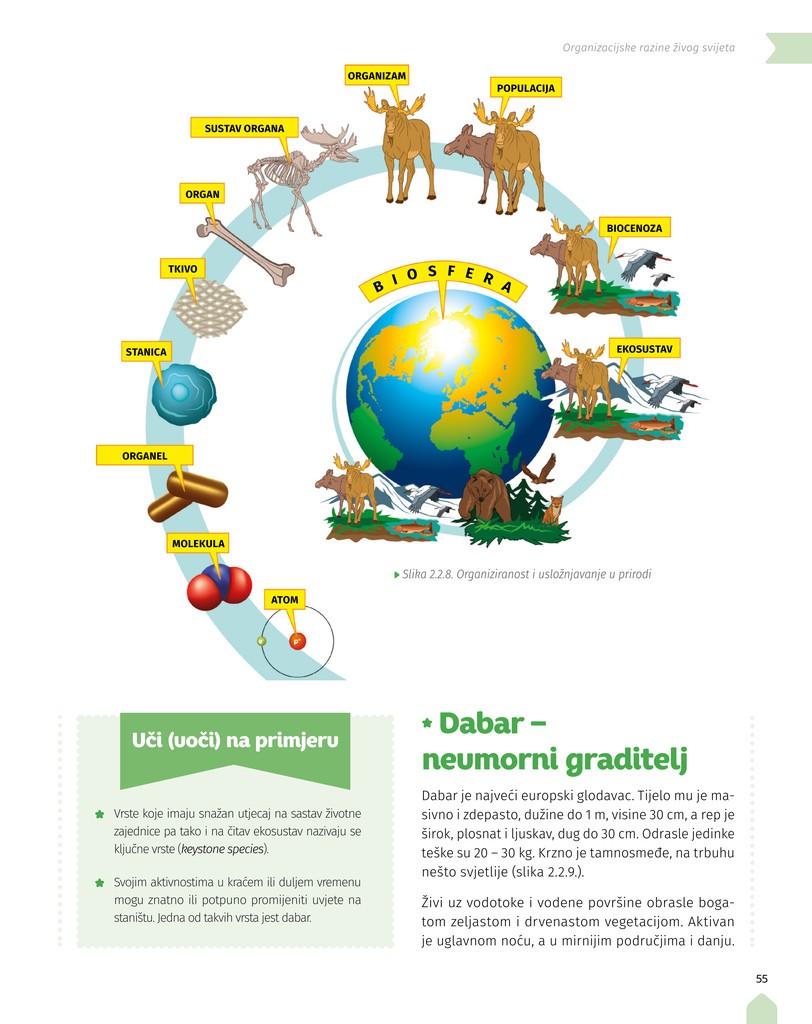 Organizacijske razine živog svijeta
ORGANIZAM
POPULACIJA
SUSTAV ORGANA
ORGAN
BIOCENOZA
TKIVO
BIOSFERA
STANICA
EKOSUSTAV
ORGANEL
MOLEKULA
Slika 2.2.8. Organiziranost i usložnjavanje u prirodi
ATOM
p+
Uči (uoči) na primjeru
Vrste koje imaju snažan utjecaj na sastav životne
zajednice pa tako i na čitav ekosustav nazivaju se
ključne vrste (keystone species).
Svojim aktivnostima u kraćem ili duljem vremenu
mogu znatno ili potpuno promijeniti uvjete na
staništu. Jedna od takvih vrsta jest dabar.
Dabar –
neumorni graditelj
Dabar je najveći europski glodavac. Tijelo mu je ma-
sivno i zdepasto, dužine do 1 m, visine 30 cm, a rep je
širok, plosnat i ljuskav, dug do 30 cm. Odrasle jedinke
teške su 20 – 30 kg. Krzno je tamnosmeđe, na trbuhu
nešto svjetlije (slika 2.2.9.).
Živi uz vodotoke i vodene površine obrasle boga-
tom zeljastom i drvenastom vegetacijom. Aktivan
je uglavnom noću, a u mirnijim područjima i danju.
55